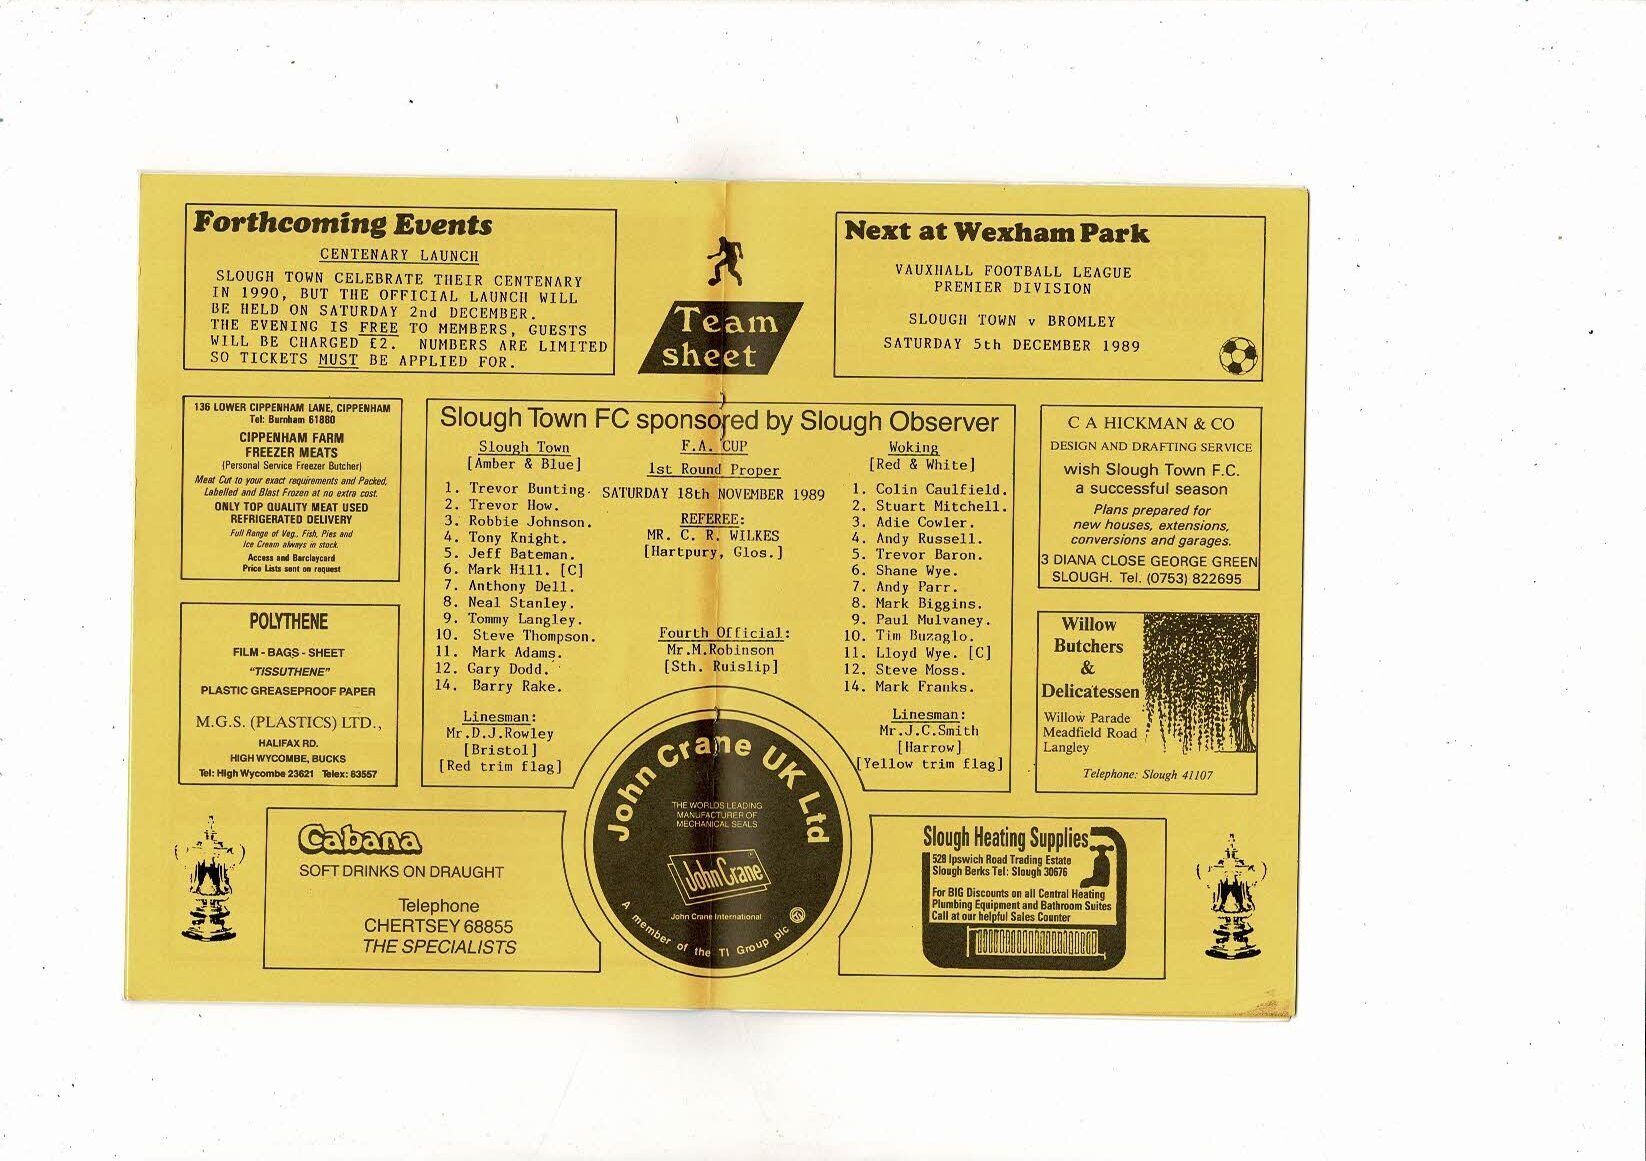 Forthcoming Events
CENTENARY LAUNCH
SLOUGH TOWN CELEBRATE THEIR CENTENARY
IN 1990, BUT THE OFFICIAL LAUNCH WILL
BE HELD ON SATURDAY 2nd DECEMBER.
THE EVENING IS FREE TO MEMBERS, GUESTS
WILL BE CHARGED £2. NUMBERS ARE LIMITED
SO TICKETS MUST BE APPLIED FOR.
Team
sheet
Next at Wexham Park
VAUXHALL FOOTBALL LEAGUE
PREMIER DIVISION
SLOUGH TOWN v BROMLEY
SATURDAY 5th DECEMBER 1989
136 LOWER CIPPENHAM LANE, CIPPENHAM
Tel: Burnham 61880
CIPPENHAM FARM
FREEZER MEATS
(Personal Service Freezer Butcher)
Meat Cut to your exact requirements and Packed,
Labelled and Blast Frozen at no extra cost.
ONLY TOP QUALITY MEAT USED
REFRIGERATED DELIVERY
Full Range of Veg., Fish, Pies and
Ice Cream always in stock.
Access and Barclaycard
Price Lists sent on request
POLYTHENE
FILM - BAGS - SHEET
"TISSUTHENE"
PLASTIC GREASEPROOF PAPER
M.G.S. (PLASTICS) LTD.,
HALIFAX RD.
HIGH WYCOMBE, BUCKS
Tel: High Wycombe 23621 Telex: 83557
Slough Town FC sponsored by Slough Observer
Slough Town
[Amber & Blue]
1. Trevor Bunting.
2. Trevor How.
3. Robbie Johnson.
4. Tony Knight.
5. Jeff Bateman.
6. Mark Hill. [C]
7. Anthony Dell.
8. Neal Stanley.
9. Tommy Langley.
10. Steve Thompson.
11. Mark Adams.
12. Gary Dodd.
14. Barry Rake.
Linesman:
Mr.D.J.Rowley
[Bristol]
[Red trim flag]
F.A. CUP
1st Round Proper
SATURDAY 18th NOVEMBER 1989
REFEREE:
MR. C. R. WILKES
[Hartpury, Glos.]
Fourth Official:
Mr.M.Robinson
[Sth. Ruislip]
Woking
[Red & White]
1. Colin Caulfield.
2. Stuart Mitchell.
3. Adie Cowler.
4. Andy Russell.
5. Trevor Baron.
6. Shane Wye.
7. Andy Parr.
8. Mark Biggins.
9. Paul Mulvaney.
10. Tim Buzaglo.
11. Lloyd Wye. [C]
12. Steve Moss.
14. Mark Franks.
Linesman:
Mr.J.C.Smith
[Harrow]
[Yellow trim flag]
C A HICKMAN & CO
DESIGN AND DRAFTING SERVICE
wish Slough Town F.C.
a successful season
Plans prepared for
new houses, extensions,
conversions and garages.
3 DIANA CLOSE GEORGE GREEN
SLOUGH. Tel. (0753) 822695
Willow
Butchers
&
Delicatessen
Willow Parade
Meadfield Road
Langley
Telephone: Slough 41107
Cabana
SOFT DRINKS ON DRAUGHT
Telephone
CHERTSEY 68855
THE SPECIALISTS
John Crane UK Ltd
THE WORLDS LEADING
MANUFACTURER OF
MECHANICAL SEALS
John Crane
John Crane International
A member of the TI Group plc
Slough Heating Supplies
528 Ipswich Road Trading Estate
Slough Berks Tel: Slough 30676
For BIG Discounts on all Central Heating
Plumbing Equipment and Bathroom Suites
Call at our helpful Sales Counter